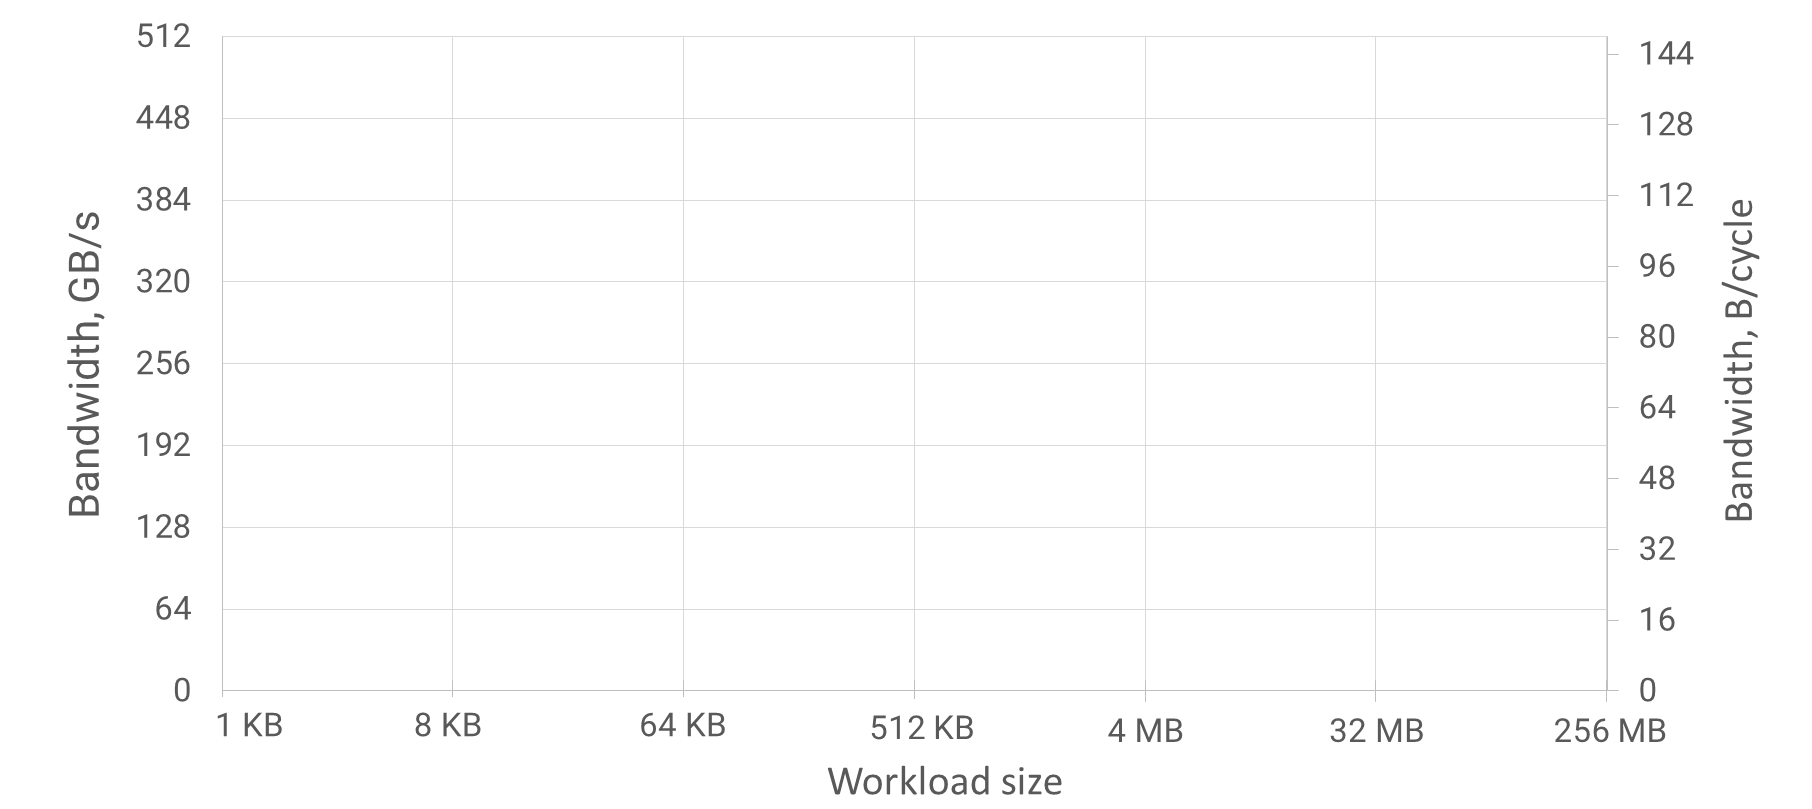 512
448
384
320
256
192
128
64
0
Bandwidth, GB/s
144
128
112
96
80
64
48
32
16
0
Bandwidth, B/cycle
1 KB
8 KB
64 KB
512 KB
4 MB
32 MB
256 MB
Workload size